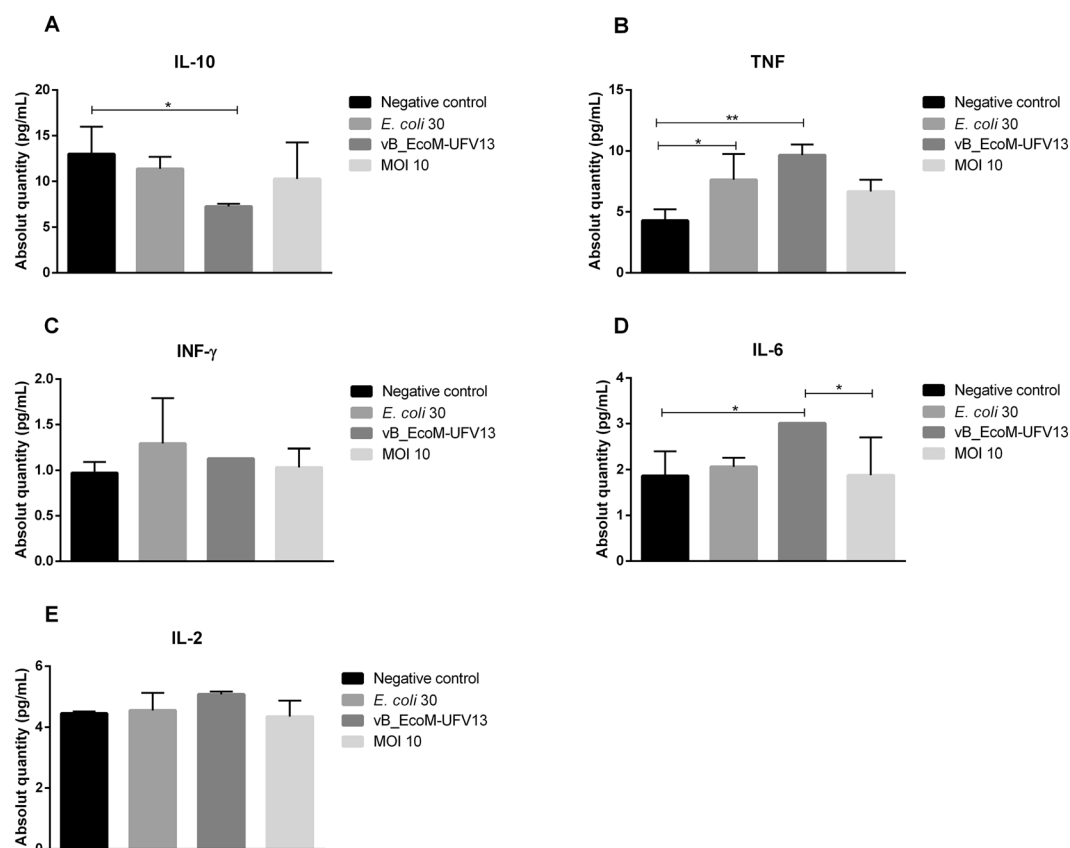 A
IL-10
Absolut quantity (pg/mL)
20
15
10
5
0
*
Negative control
E. coli 30
vB_EcoM-UFV13
MOI 10
B
TNF
Absolut quantity (pg/mL)
15
10
5
0
**
*
Negative control
E. coli 30
vB_EcoM-UFV13
MOI 10
C
INF-γ
Absolut quantity (pg/mL)
2.0
1.5
1.0
0.5
0.0
Negative control
E. coli 30
vB_EcoM-UFV13
MOI 10
D
IL-6
Absolut quantity (pg/mL)
4
3
2
1
0
*
*
Negative control
E. coli 30
vB_EcoM-UFV13
MOI 10
E
IL-2
Absolut quantity (pg/mL)
6
4
2
0
Negative control
E. coli 30
vB_EcoM-UFV13
MOI 10